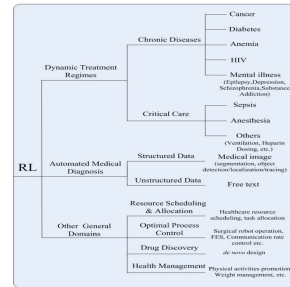 Cancer
Diabetes
Chronic Diseases
Anemia
HIV
Dynamic Treatment
Regimes
Mental illness
(Epilepsy,Depression,
Schizophrenia,Substance
Addiction)
Sepsis
Critical Care
Anesthesia
Others
(Ventilation, Heparin
Dosing, etc.)
RL
Automated Medical
Diagnosis
Structured Data
Medical image
(segmentation, object
detection/localization/tracing)
Unstructured Data
Free text
Other General
Domains
Resource Scheduling
& Allocation
Healthcare resource
scheduling, task allocation
Optimal Process
Control
Surgical robot operation,
FES, Communication rate
control etc.
Drug Discovery
de novo design
Health Management
Physical activities promotion
Weight management, etc.